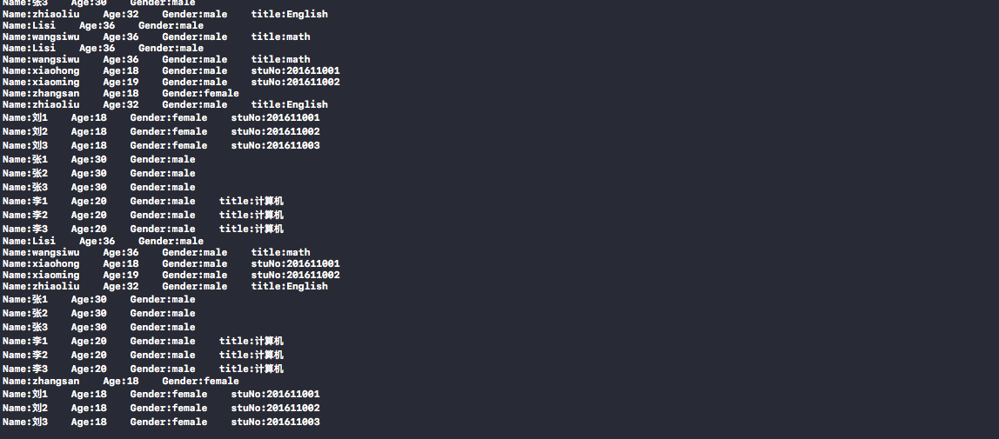 Name:张3    Age:30    Gender:male
Name:zhiaoliu    Age:32    Gender:male    title:English
Name:Lisi    Age:36    Gender:male
Name:wangsiwu    Age:36    Gender:male    title:math
Name:Lisi    Age:36    Gender:male
Name:wangsiwu    Age:36    Gender:male    title:math
Name:xiaohong    Age:18    Gender:male    stuNo:201611001
Name:xiaoming    Age:19    Gender:male    stuNo:201611002
Name:zhangsan    Age:18    Gender:female
Name:zhiaoliu    Age:32    Gender:male    title:English
Name:刘1    Age:18    Gender:female    stuNo:201611001
Name:刘2    Age:18    Gender:female    stuNo:201611002
Name:刘3    Age:18    Gender:female    stuNo:201611003
Name:张1    Age:30    Gender:male
Name:张2    Age:30    Gender:male
Name:张3    Age:30    Gender:male
Name:李1    Age:20    Gender:male    title:计算机
Name:李2    Age:20    Gender:male    title:计算机
Name:李3    Age:20    Gender:male    title:计算机
Name:Lisi    Age:36    Gender:male
Name:wangsiwu    Age:36    Gender:male    title:math
Name:xiaohong    Age:18    Gender:male    stuNo:201611001
Name:xiaoming    Age:19    Gender:male    stuNo:201611002
Name:zhiaoliu    Age:32    Gender:male    title:English
Name:张1    Age:30    Gender:male
Name:张2    Age:30    Gender:male
Name:张3    Age:30    Gender:male
Name:李1    Age:20    Gender:male    title:计算机
Name:李2    Age:20    Gender:male    title:计算机
Name:李3    Age:20    Gender:male    title:计算机
Name:zhangsan    Age:18    Gender:female
Name:刘1    Age:18    Gender:female    stuNo:201611001
Name:刘2    Age:18    Gender:female    stuNo:201611002
Name:刘3    Age:18    Gender:female    stuNo:201611003